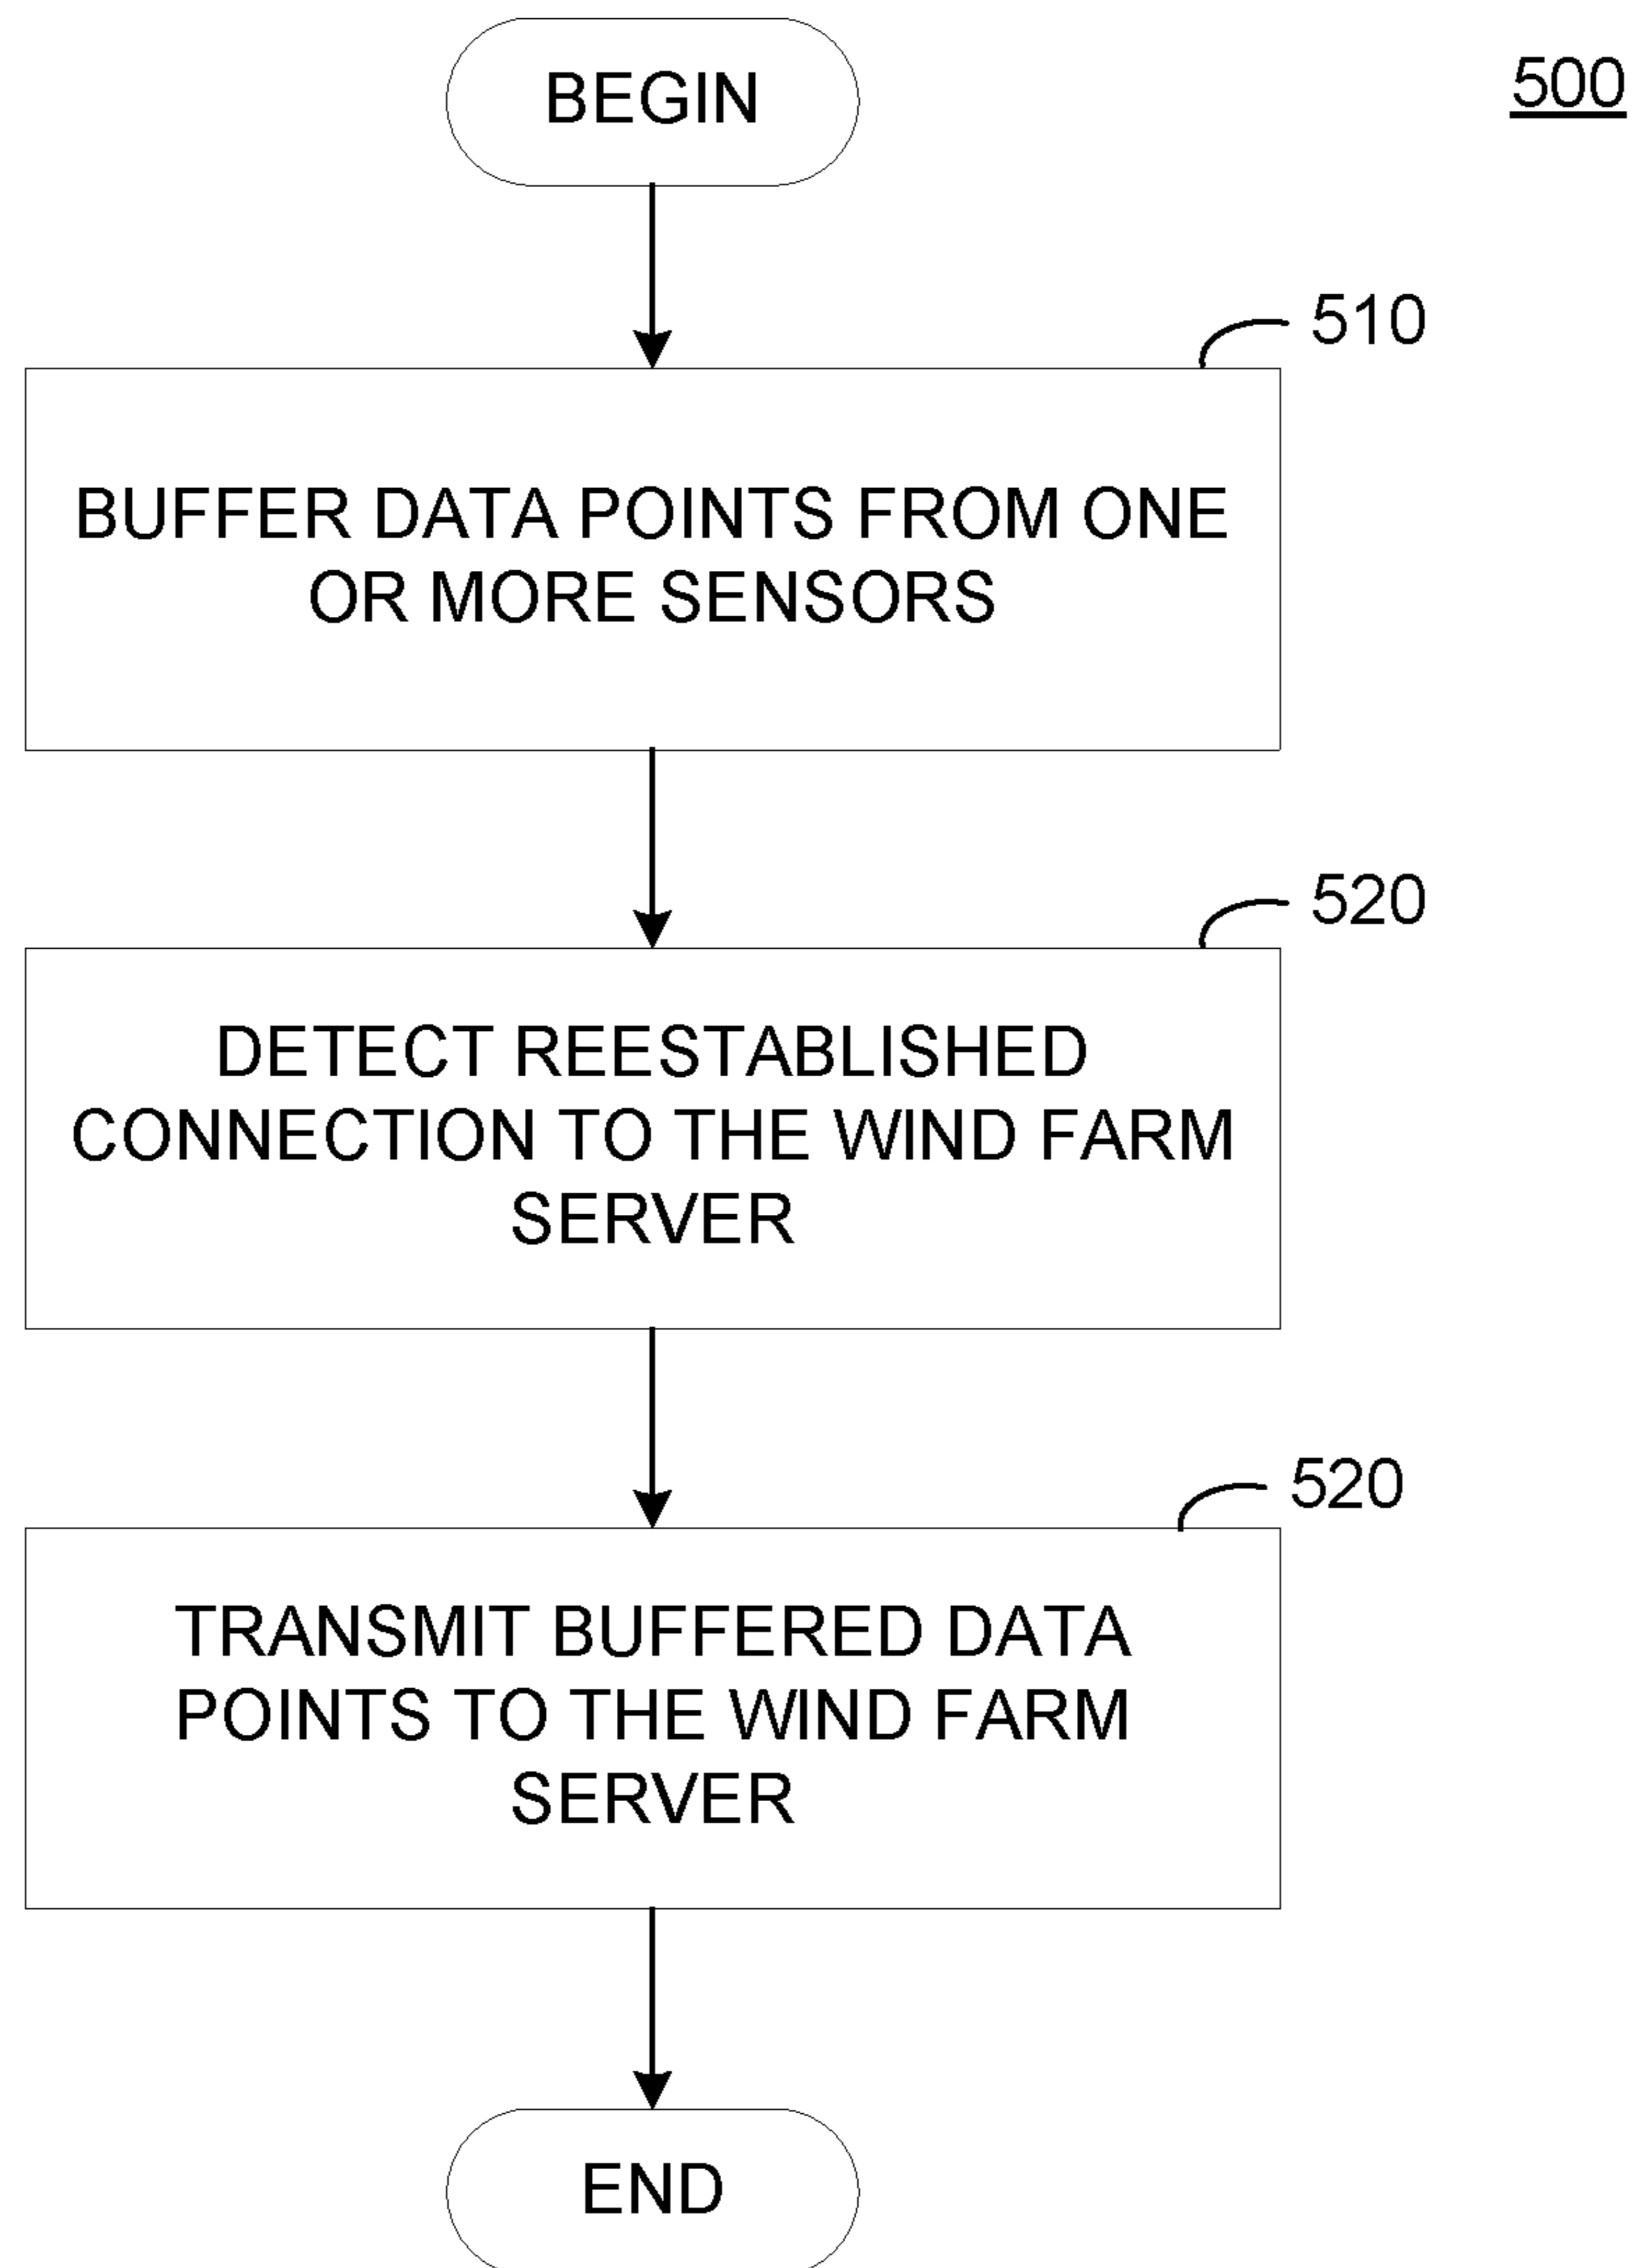 BEGIN
500
510
BUFFER DATA POINTS FROM ONE
OR MORE SENSORS
520
DETECT REESTABLISHED
CONNECTION TO THE WIND FARM
SERVER
520
TRANSMIT BUFFERED DATA
POINTS TO THE WIND FARM
SERVER
END